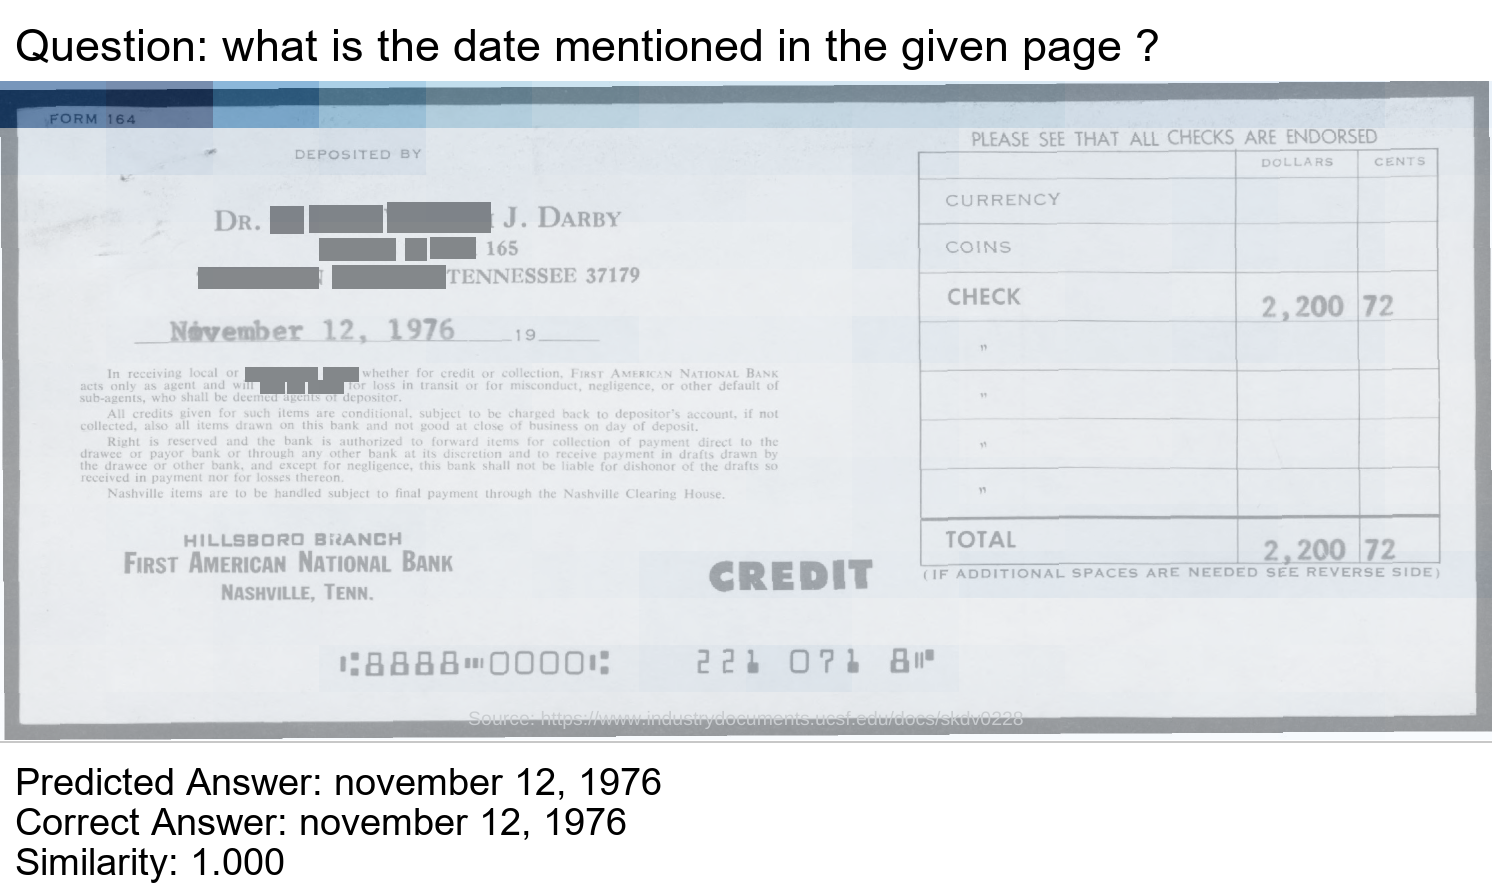 Question: what is the date mentioned in the given page ?
FORM 164
DEPOSITED BY
DR. J. DARBY
165
TENNESSEE 37179
November 12, 1976 19
In receiving local or whether for credit or collection, FIRST AMERICAN NATIONAL BANK
acts only as agent and will for loss in transit or for misconduct, negligence, or other default of
sub-agents, who shall be deemed agents of depositor.
All credits given for such items are conditional, subject to be charged back to depositor's account, if not
collected, also all items drawn on this bank and not good at close of business on day of deposit.
Right is reserved and the bank is authorized to forward items for collection of payment direct to the
drawee or payor bank or through any other bank at its discretion and to receive payment in drafts drawn by
the drawee or other bank, and except for negligence, this bank shall not be liable for dishonor of the drafts so
received in payment nor for losses thereon.
Nashville items are to be handled subject to final payment through the Nashville Clearing House.
HILLSBORO BRANCH
FIRST AMERICAN NATIONAL BANK
NASHVILLE, TENN.
CREDIT
PLEASE SEE THAT ALL CHECKS ARE ENDORSED
DOLLARS CENTS
CURRENCY
COINS
CHECK 2,200 72
"
"
"
"
TOTAL 2,200 72
(IF ADDITIONAL SPACES ARE NEEDED SEE REVERSE SIDE)
⑆8888⑉0000⑆ 221 071 8⑈
Source: https://www.industrydocuments.ucsf.edu/docs/skdv0228
Predicted Answer: november 12, 1976
Correct Answer: november 12, 1976
Similarity: 1.000